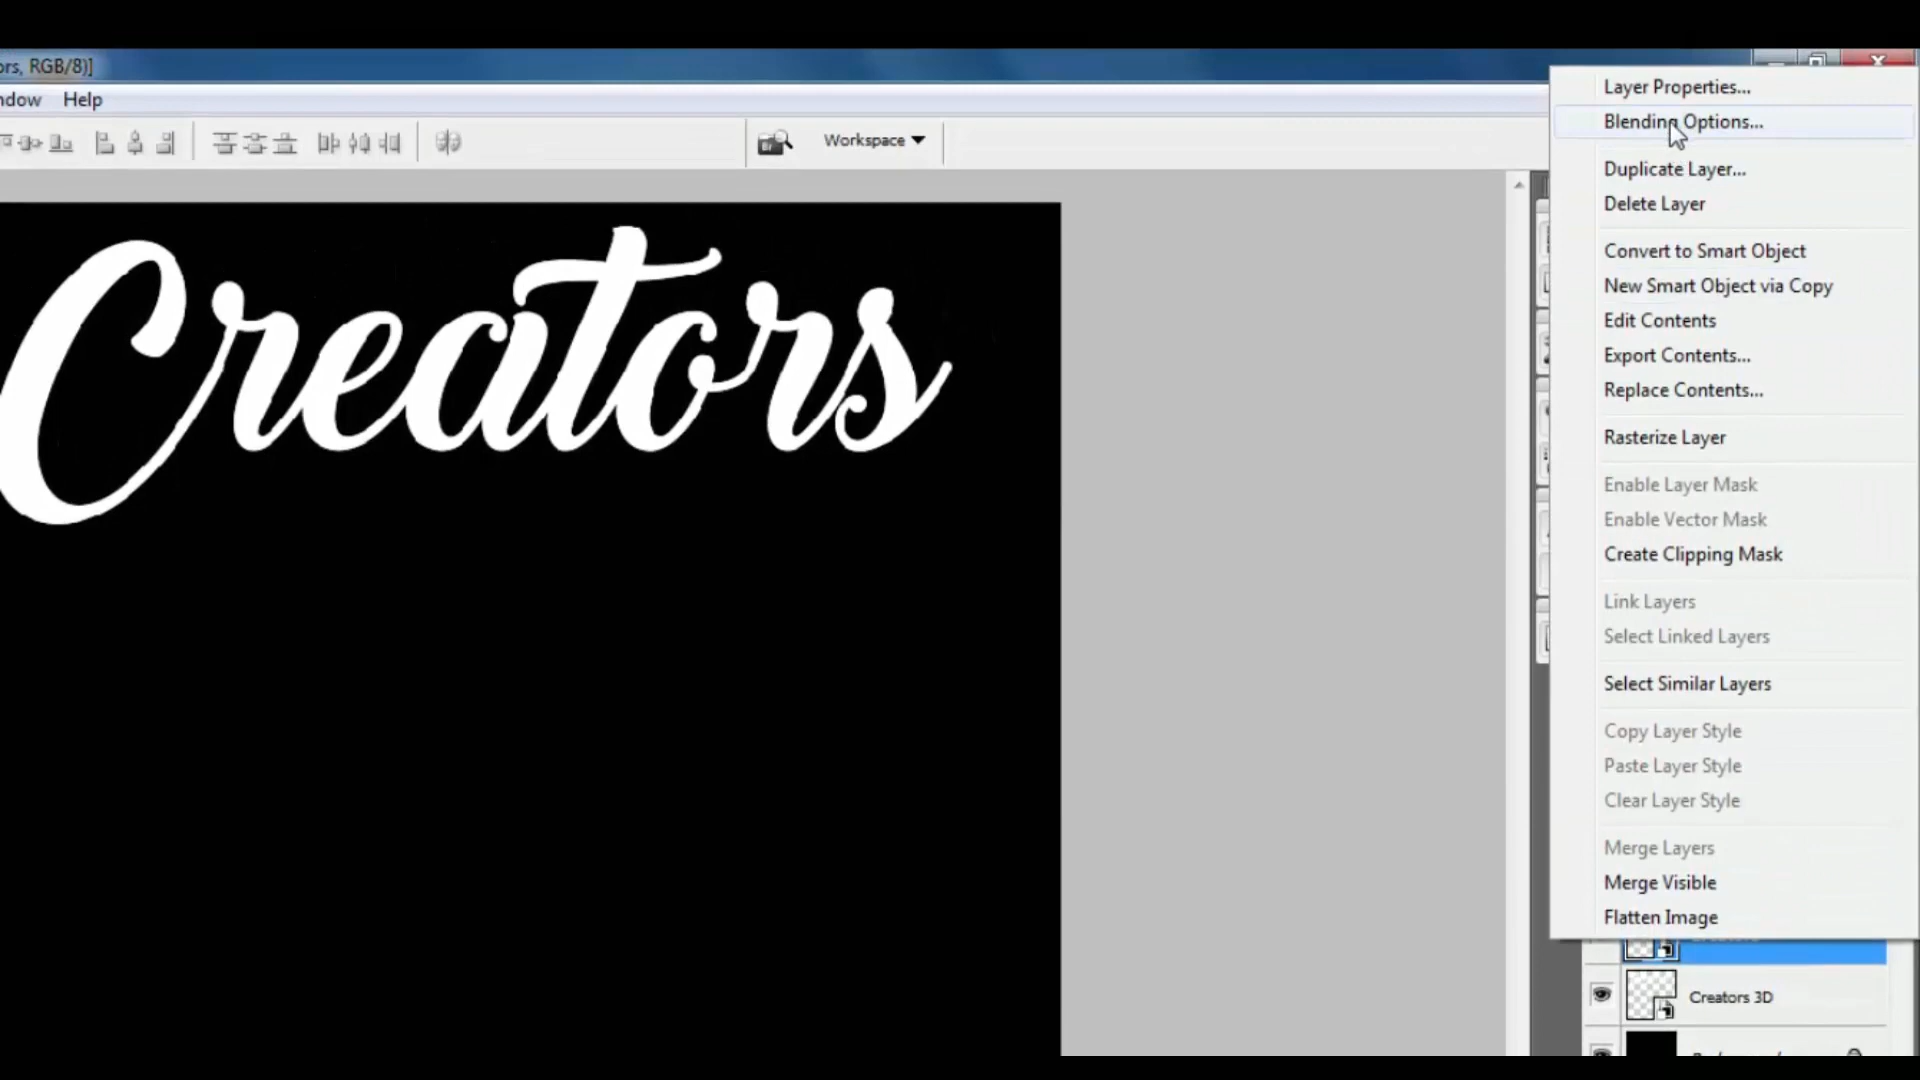 ors, RGB/8)]
ndow Help
Workspace
Creators
Layer Properties...
Blending Options...
Duplicate Layer...
Delete Layer
Convert to Smart Object
New Smart Object via Copy
Edit Contents
Export Contents...
Replace Contents...
Rasterize Layer
Enable Layer Mask
Enable Vector Mask
Create Clipping Mask
Link Layers
Select Linked Layers
Select Similar Layers
Copy Layer Style
Paste Layer Style
Clear Layer Style
Merge Layers
Merge Visible
Flatten Image
Creators 3D